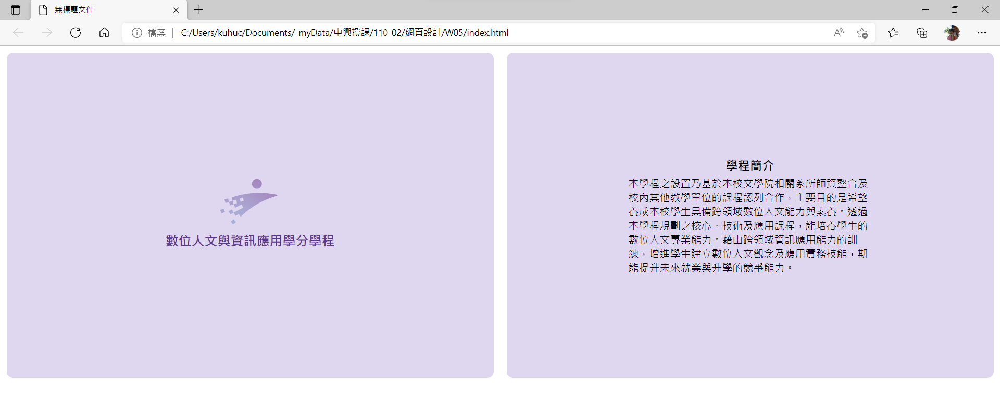 無標題文件
檔案
C:/Users/kuhuc/Documents/_myData/中興授課/110-02/網頁設計/W05/index.html
數位人文與資訊應用學分學程
學程簡介
本學程之設置乃基於本校文學院相關系所師資整合及
校內其他教學單位的課程認列合作，主要目的是希望
養成本校學生具備跨領域數位人文能力與素養。透過
本學程規劃之核心、技術及應用課程，能培養學生的
數位人文專業能力。藉由跨領域資訊應用能力的訓
練，增進學生建立數位人文觀念及應用實務技能，期
能提升未來就業與升學的競爭能力。